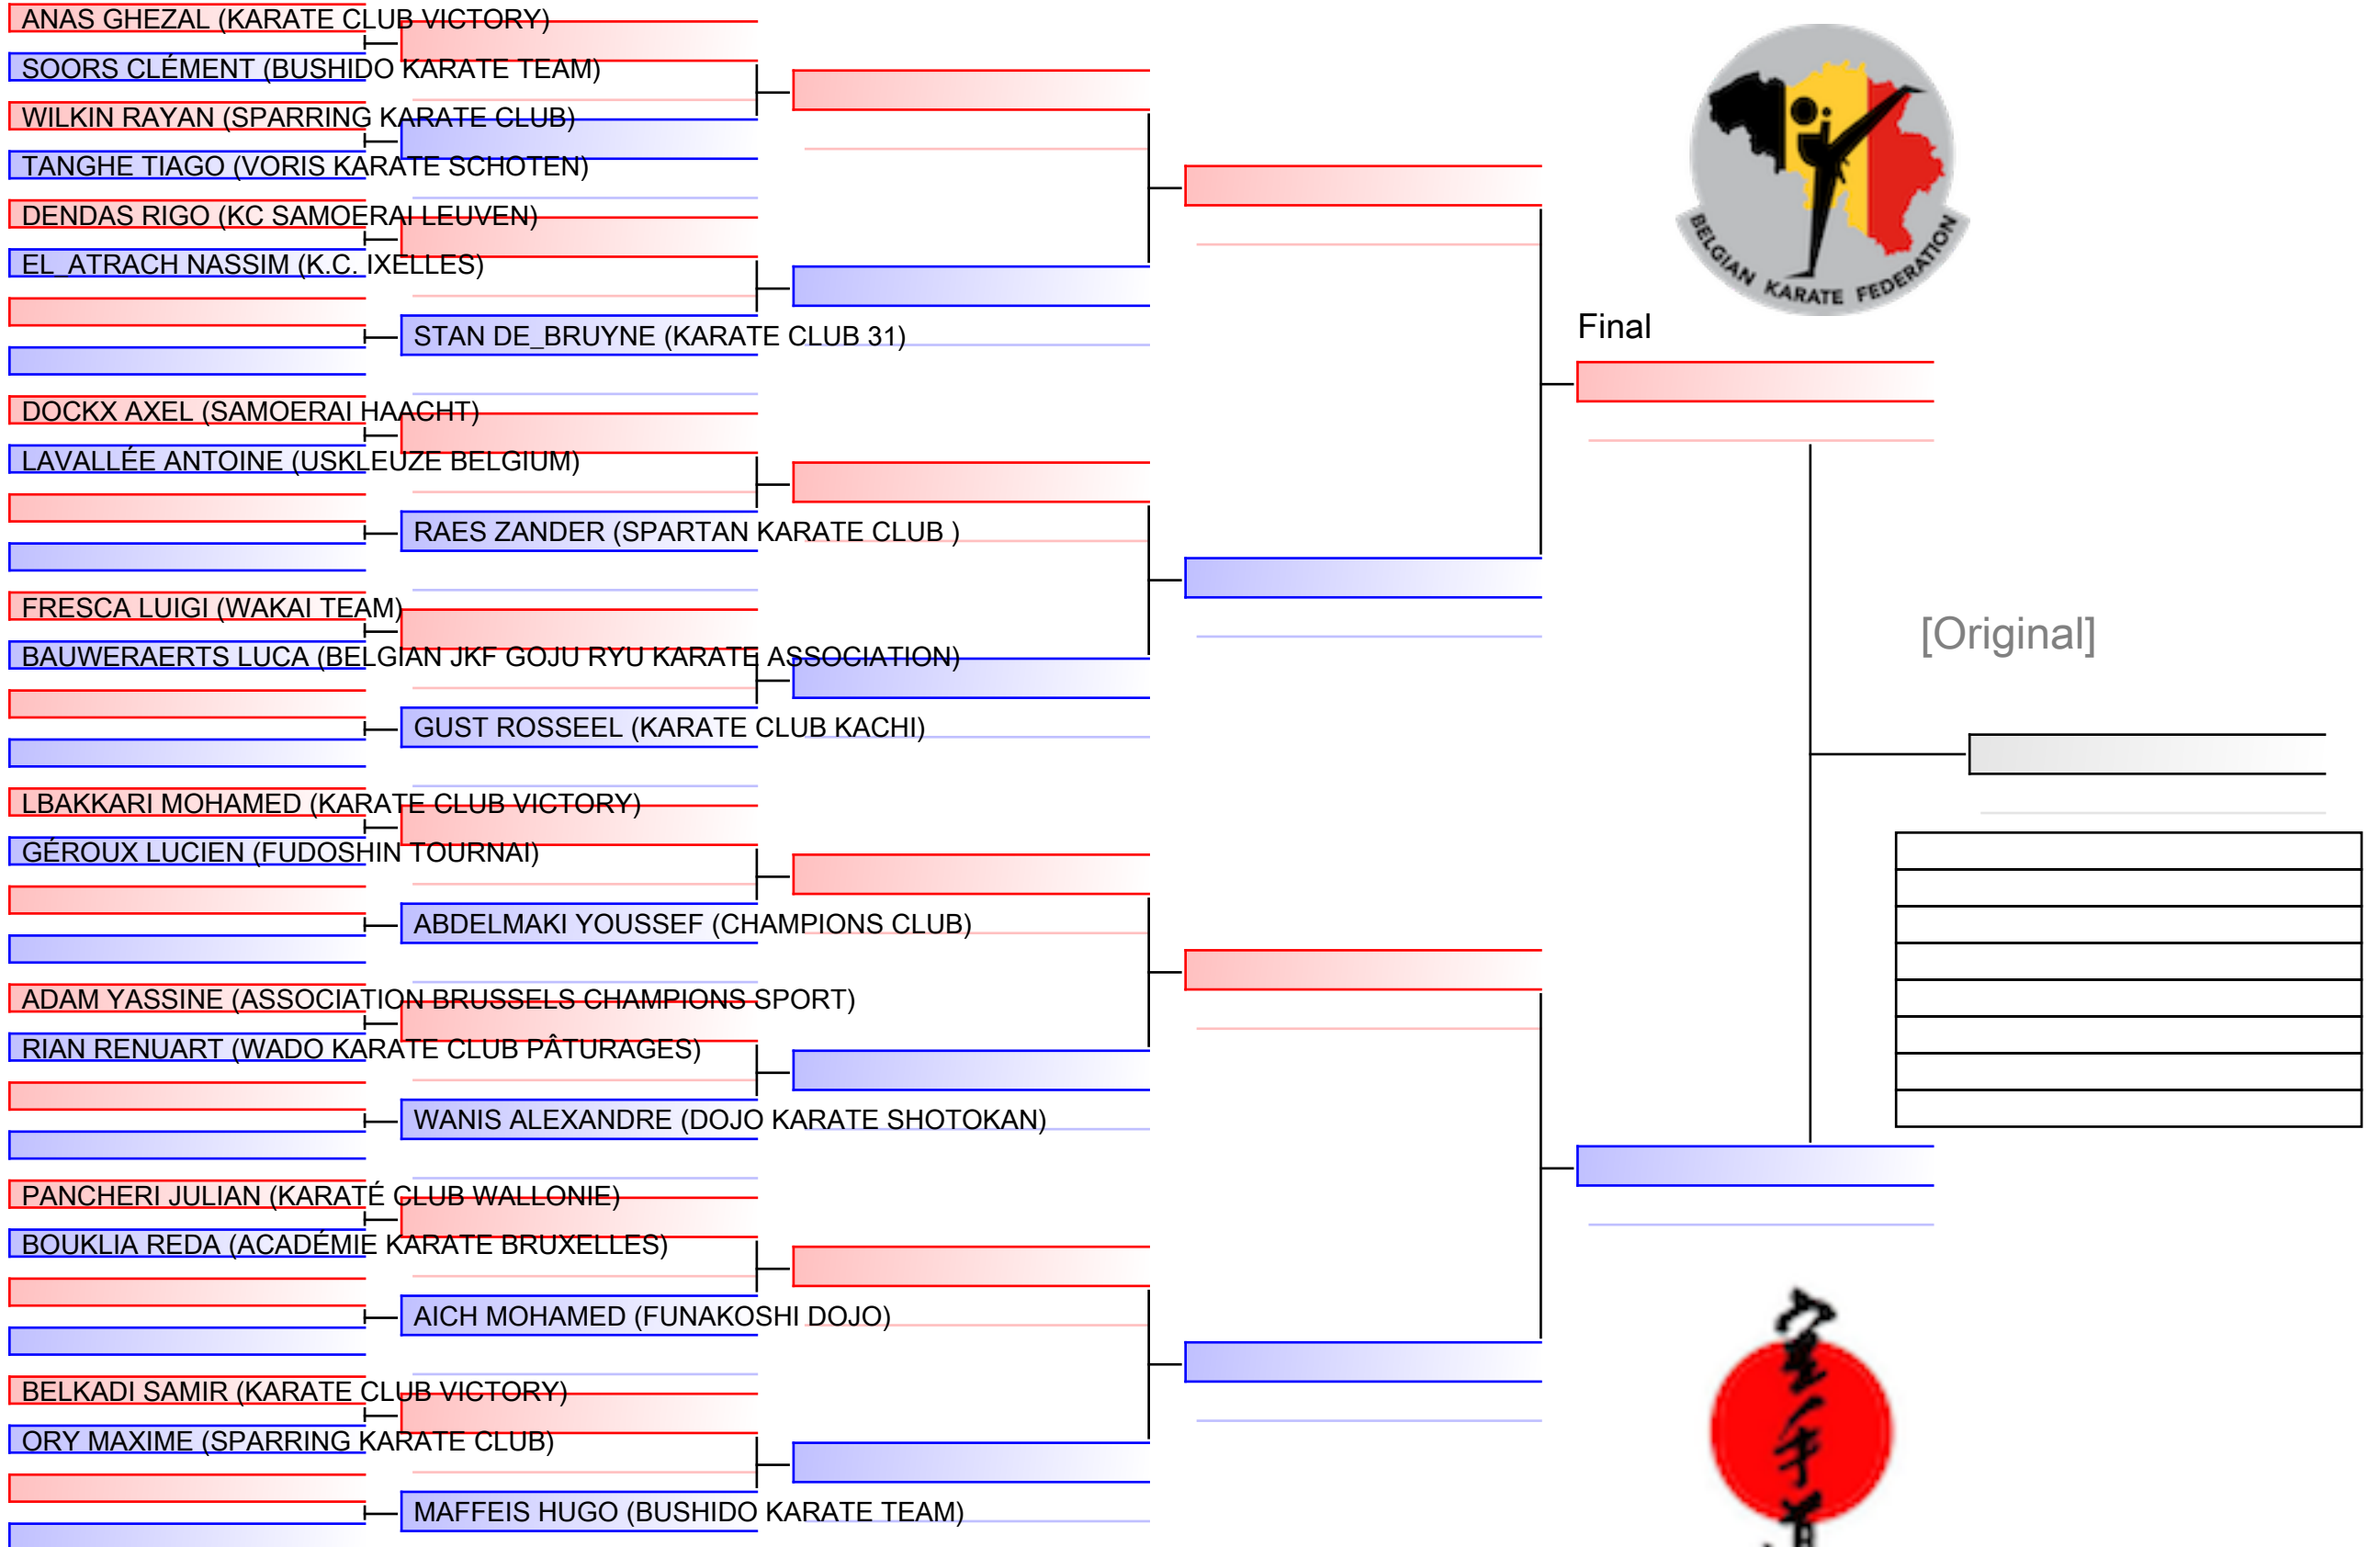 ANAS GHEZAL (KARATE CLUB VICTORY)
SOORS CLÉMENT (BUSHIDO KARATE TEAM)
WILKIN RAYAN (SPARRING KARATE CLUB)
TANGHE TIAGO (VORIS KARATE SCHOTEN)
DENDAS RIGO (KC SAMOERAI LEUVEN)
EL_ATRACH NASSIM (K.C. IXELLES)
STAN DE_BRUYNE (KARATE CLUB 31)
DOCKX AXEL (SAMOERAI HAACHT)
LAVALLÉE ANTOINE (USKLEUZE BELGIUM)
RAES ZANDER (SPARTAN KARATE CLUB )
FRESCA LUIGI (WAKAI TEAM)
BAUWERAERTS LUCA (BELGIAN JKF GOJU RYU KARATE ASSOCIATION)
GUST ROSSEEL (KARATE CLUB KACHI)
LBAKKARI MOHAMED (KARATE CLUB VICTORY)
GÉROUX LUCIEN (FUDOSHIN TOURNAI)
ABDELMAKI YOUSSEF (CHAMPIONS CLUB)
ADAM YASSINE (ASSOCIATION BRUSSELS CHAMPIONS SPORT)
RIAN RENUART (WADO KARATE CLUB PÂTURAGES)
WANIS ALEXANDRE (DOJO KARATE SHOTOKAN)
PANCHERI JULIAN (KARATÉ CLUB WALLONIE)
BOUKLIA REDA (ACADÉMIE KARATE BRUXELLES)
AICH MOHAMED (FUNAKOSHI DOJO)
BELKADI SAMIR (KARATE CLUB VICTORY)
ORY MAXIME (SPARRING KARATE CLUB)
MAFFEIS HUGO (BUSHIDO KARATE TEAM)
BELGIAN KARATE FEDERATION
Final
[Original]